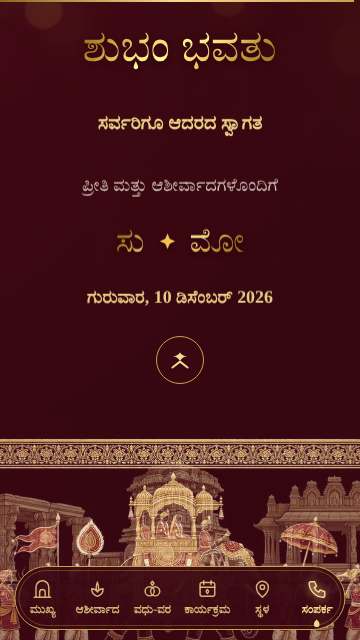 ಶುಭಂ ಭವತು
ಸರ್ವರಿಗೂ ಆದರದ ಸ್ವಾಗತ
ಪ್ರೀತಿ ಮತ್ತು ಆಶೀರ್ವಾದಗಳೊಂದಿಗೆ
ಸು ✦ ಮೋ
ಗುರುವಾರ, 10 ಡಿಸೆಂಬರ್ 2026
ಮುಖ್ಯ ಆಶೀರ್ವಾದ ವಧು-ವರ ಕಾರ್ಯಕ್ರಮ ಸ್ಥಳ ಸಂಪರ್ಕ